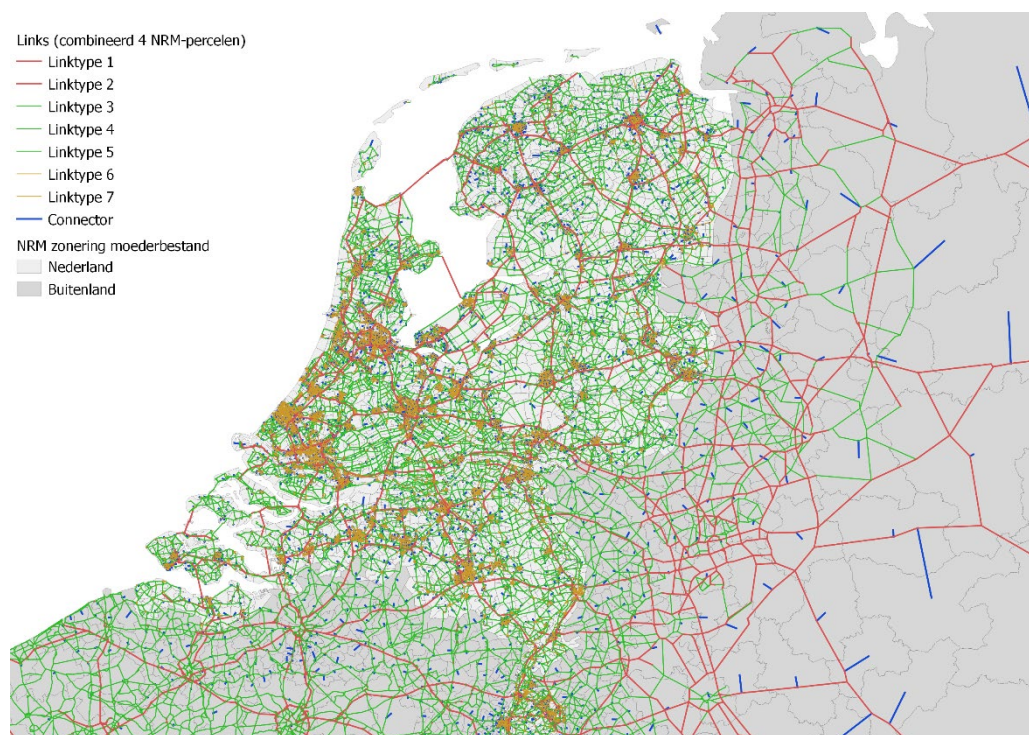 Links (combineerd 4 NRM-percelen)
Linktype 1
Linktype 2
Linktype 3
Linktype 4
Linktype 5
Linktype 6
Linktype 7
Connector
NRM zonering moederbestand
Nederland
Buitenland